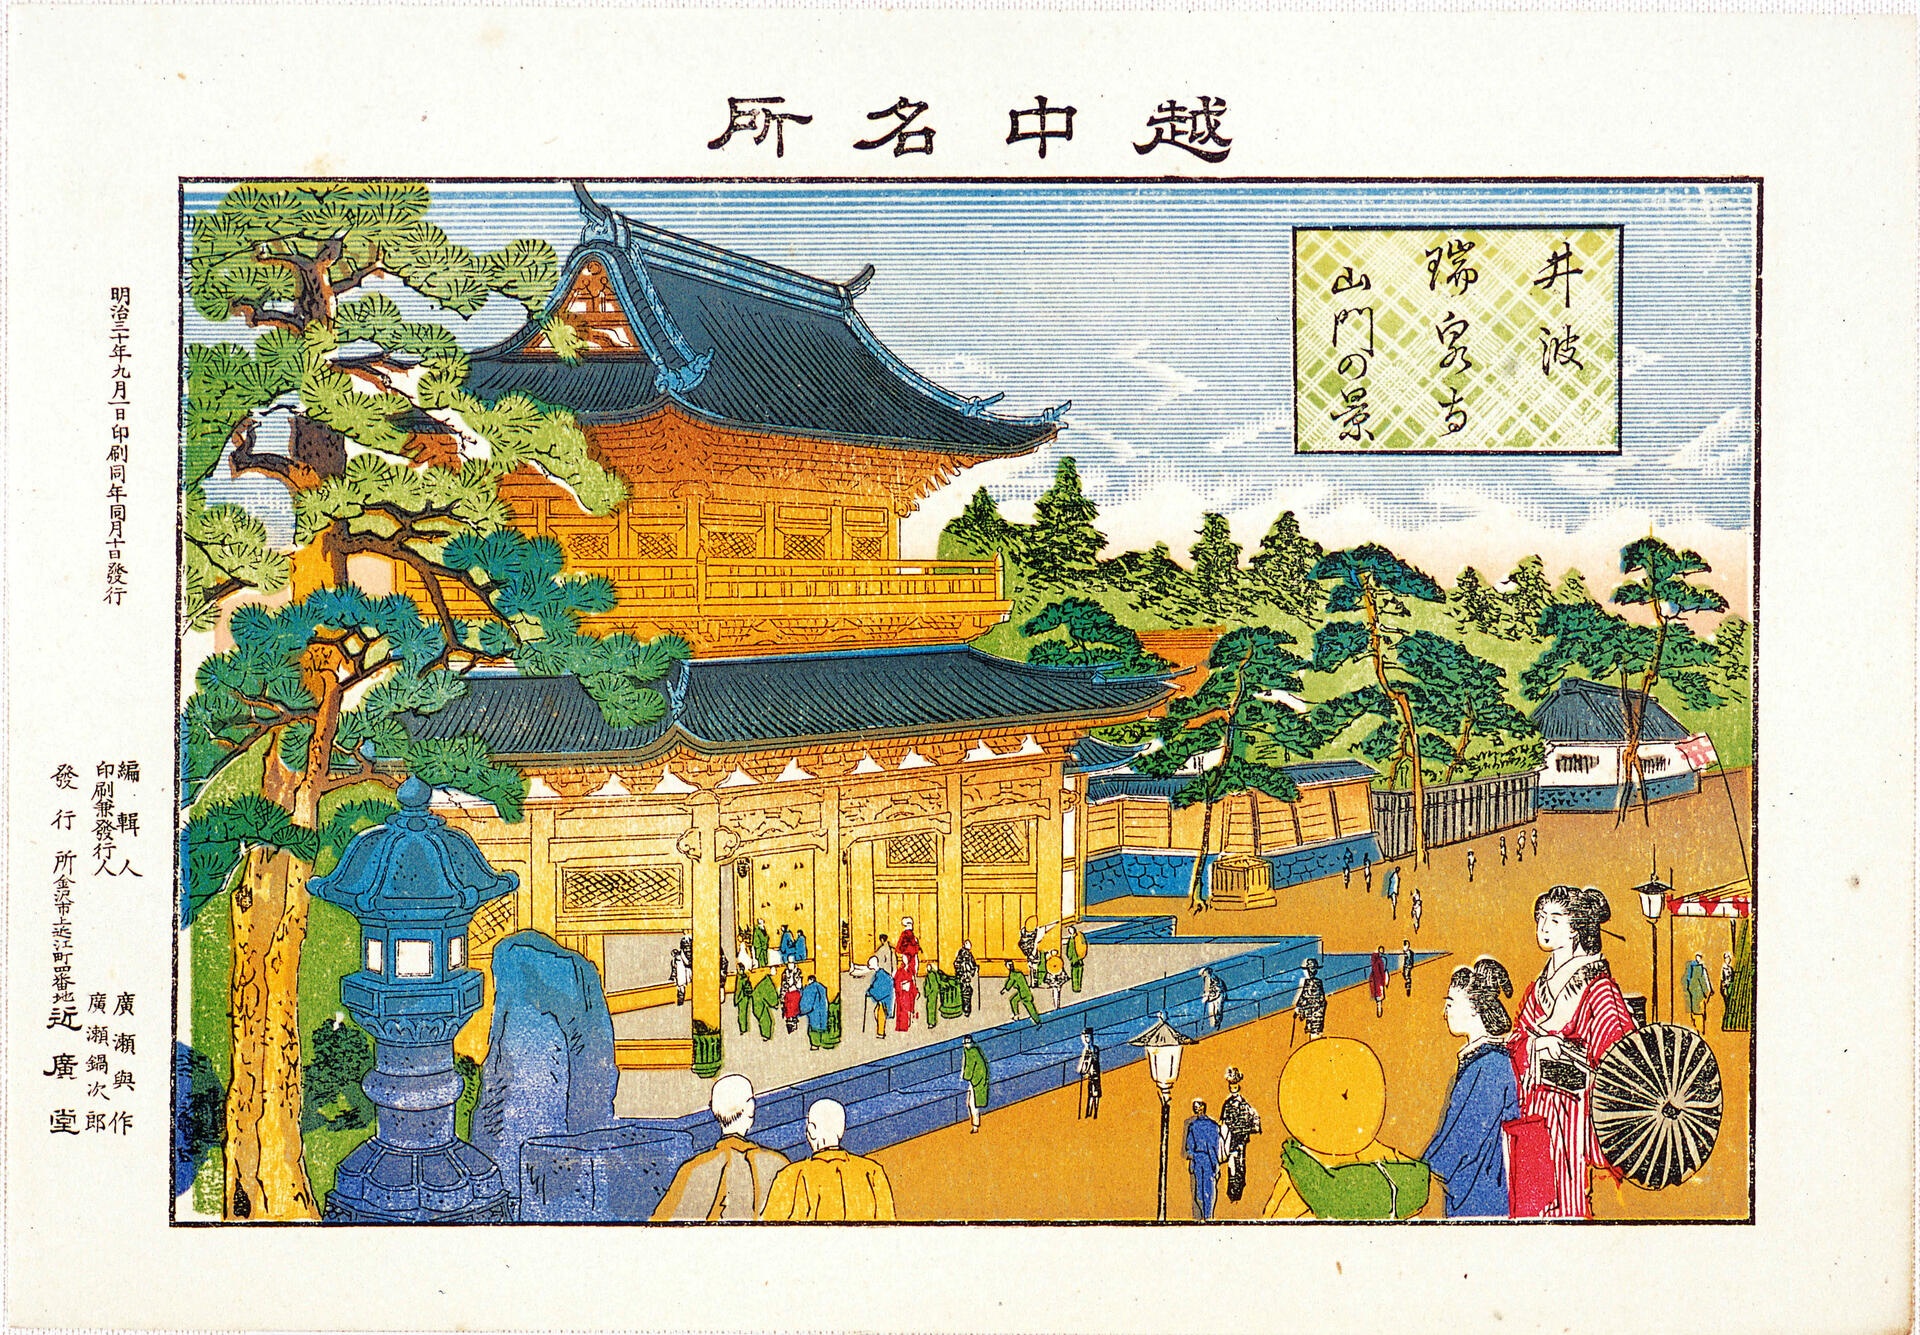 越中名所
井波
瑞泉寺
山門の景
明治三十年九月一日印刷同年同月十日發行
編輯人 廣瀬與作
印刷兼發行人 廣瀬鍋次郎
發行所 金沢市上近江町四番地 近廣堂